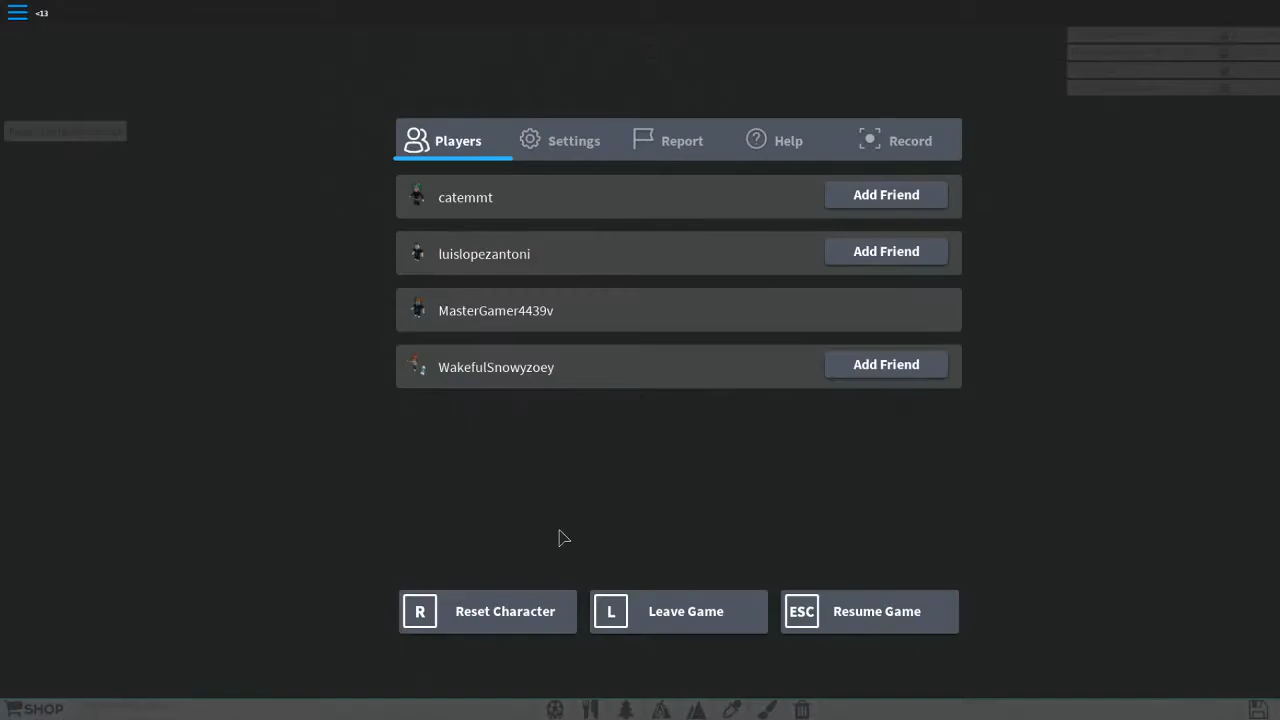 <13
Players Settings Report Help Record
catemmt Add Friend
luislopezantoni Add Friend
MasterGamer4439v
WakefulSnowyzoey Add Friend
R Reset Character L Leave Game ESC Resume Game
SHOP